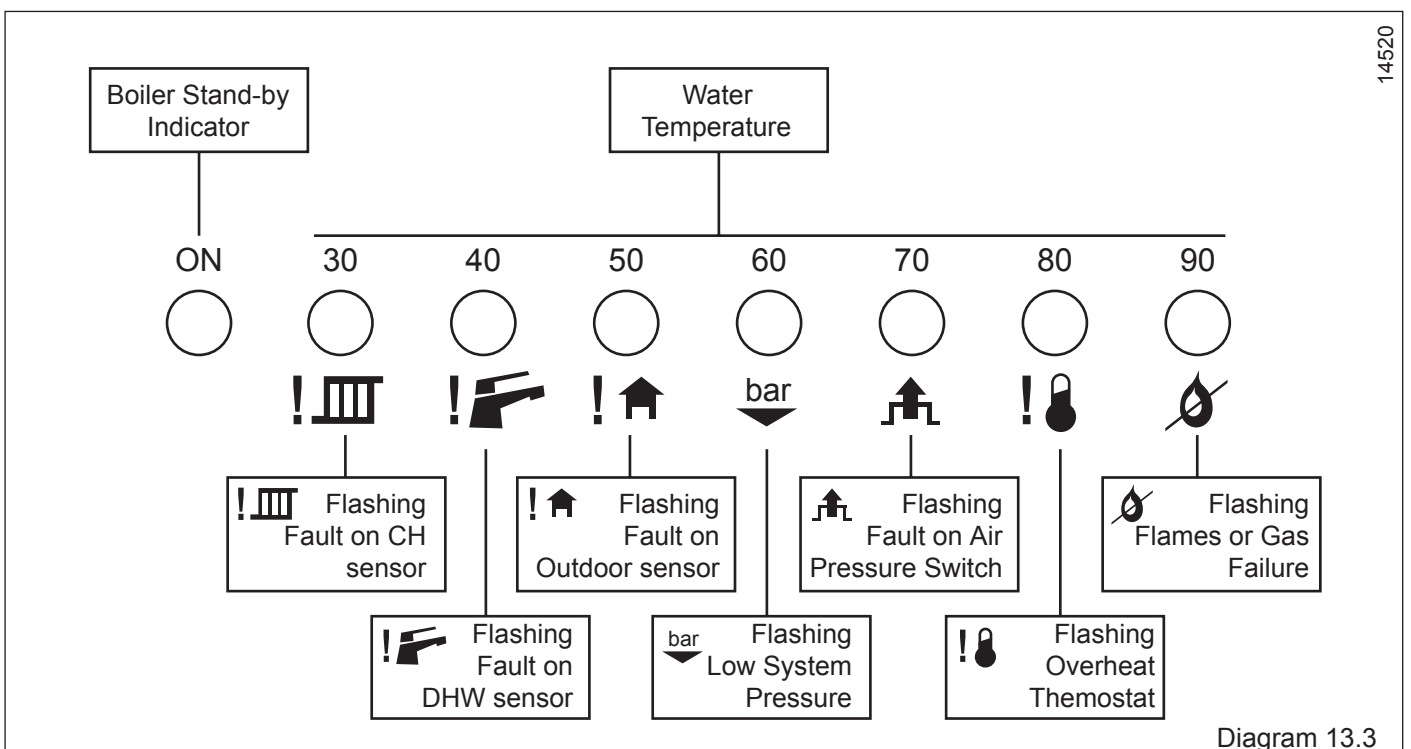 14520
Boiler Stand-by
Indicator
Water
Temperature
ON 30 40 50 60 70 80 90
! ! ! bar !
! Flashing
Fault on CH
sensor
! Flashing
Fault on
Outdoor sensor
Flashing
Fault on Air
Pressure Switch
Flashing
Flames or Gas
Failure
! Flashing
Fault on
DHW sensor
bar Flashing
Low System
Pressure
! Flashing
Overheat
Themostat
Diagram 13.3